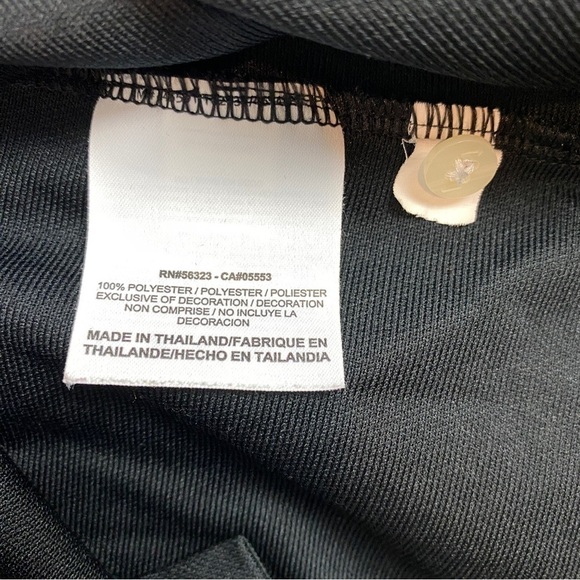 RN#56323 - CA#05553
100% POLYESTER / POLYESTER / POLIESTER
EXCLUSIVE OF DECORATION / DECORATION
NON COMPRISE / NO INCLUYE LA
DECORACION
MADE IN THAILAND/FABRIQUE EN
THAILANDE/HECHO EN TAILANDIA